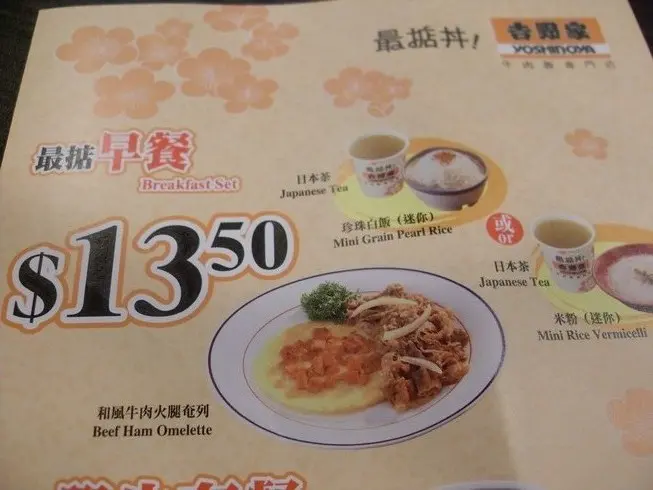 最掂丼!
吉野家
YOSHINOYA
牛肉飯專門店
最掂早餐
Breakfast Set
$13.50
日本茶
Japanese Tea
珍珠白飯（迷你）
Mini Grain Pearl Rice
或
or
日本茶
Japanese Tea
米粉（迷你）
Mini Rice Vermicelli
和風牛肉火腿奄列
Beef Ham Omelette